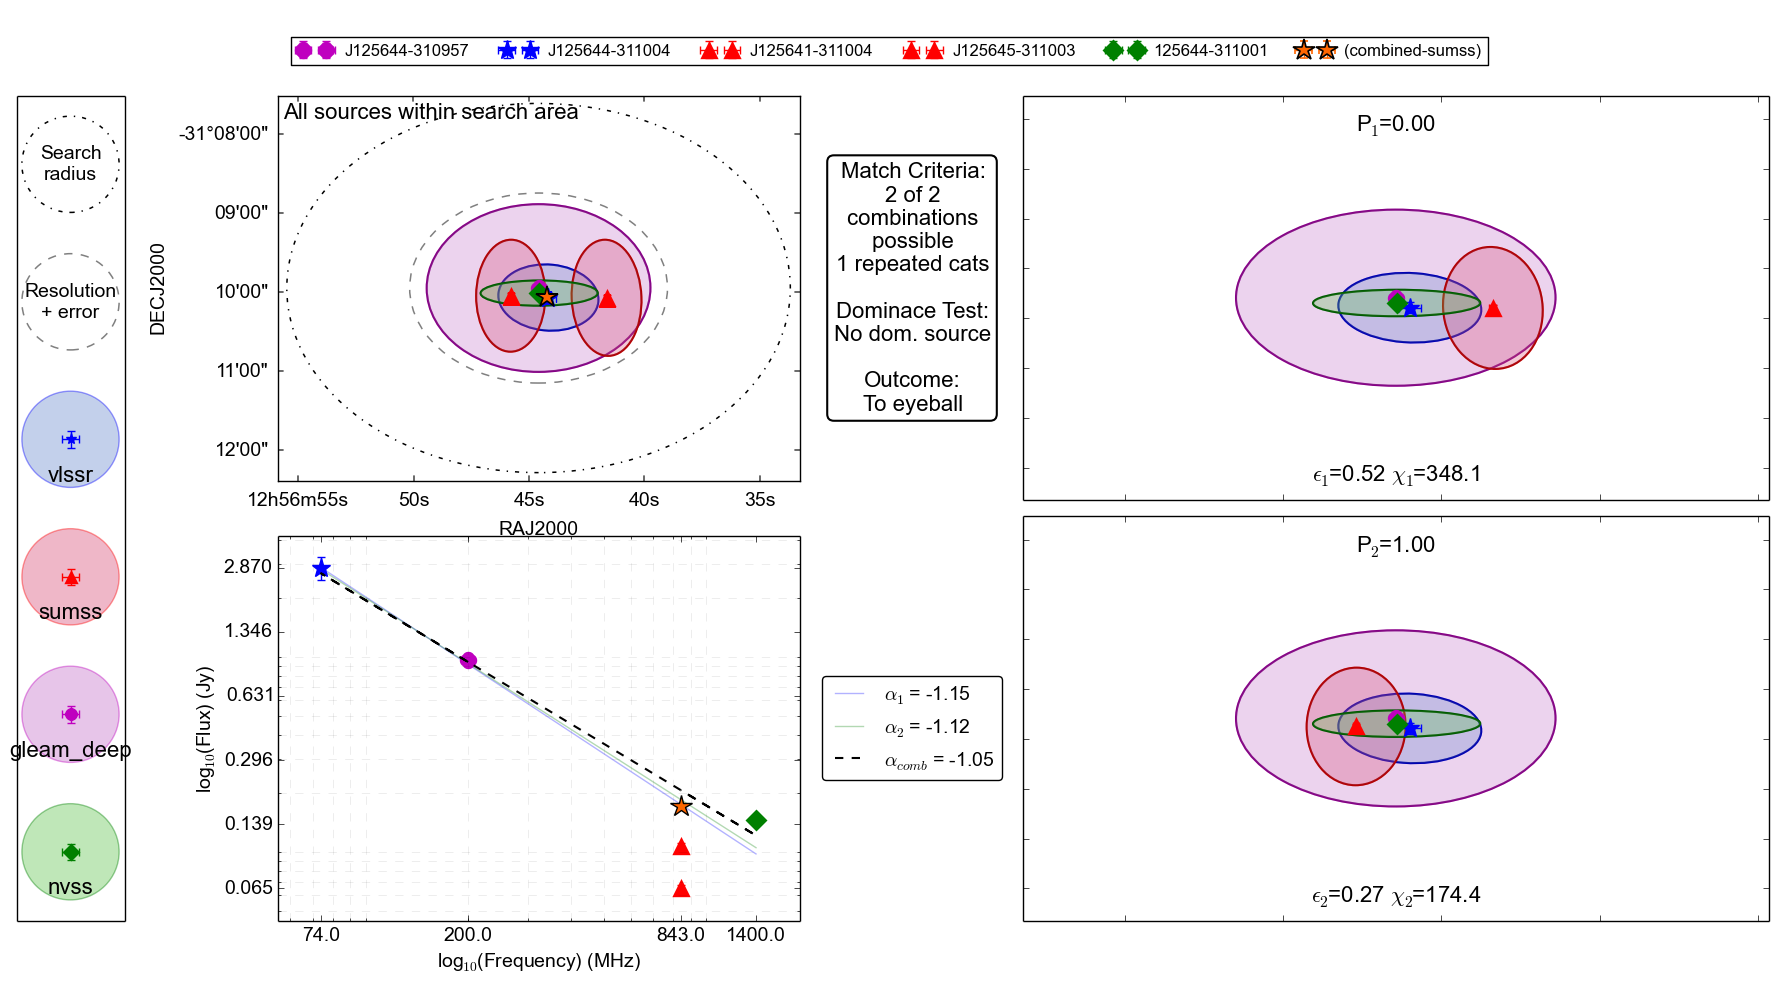 J125644-310957 J125644-311004 J125641-311004 J125645-311003 125644-311001 (combined-sumss)
Search
radius
Resolution
+ error
vlssr
sumss
gleam_deep
nvss
All sources within search area
DECJ2000
-31°08'00"
09'00"
10'00"
11'00"
12'00"
12h56m55s 50s 45s 40s 35s
RAJ2000
Match Criteria:
2 of 2
combinations
possible
1 repeated cats
Dominace Test:
No dom. source
Outcome:
To eyeball
P₁=0.00
ϵ₁=0.52 χ₁=348.1
P₂=1.00
ϵ₂=0.27 χ₂=174.4
log₁₀(Flux) (Jy)
2.870
1.346
0.631
0.296
0.139
0.065
74.0 200.0 843.0 1400.0
log₁₀(Frequency) (MHz)
α₁ = -1.15
α₂ = -1.12
α_comb = -1.05